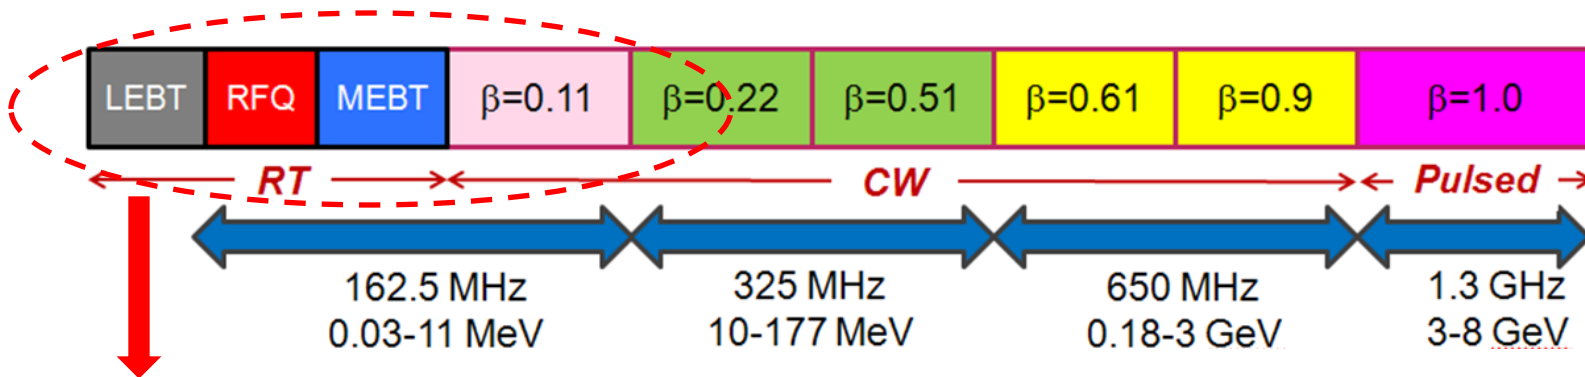 LEBT RFQ MEBT β=0.11 β=0.22 β=0.51 β=0.61 β=0.9 β=1.0
RT CW Pulsed
162.5 MHz 325 MHz 650 MHz 1.3 GHz
0.03-11 MeV 10-177 MeV 0.18-3 GeV 3-8 GeV